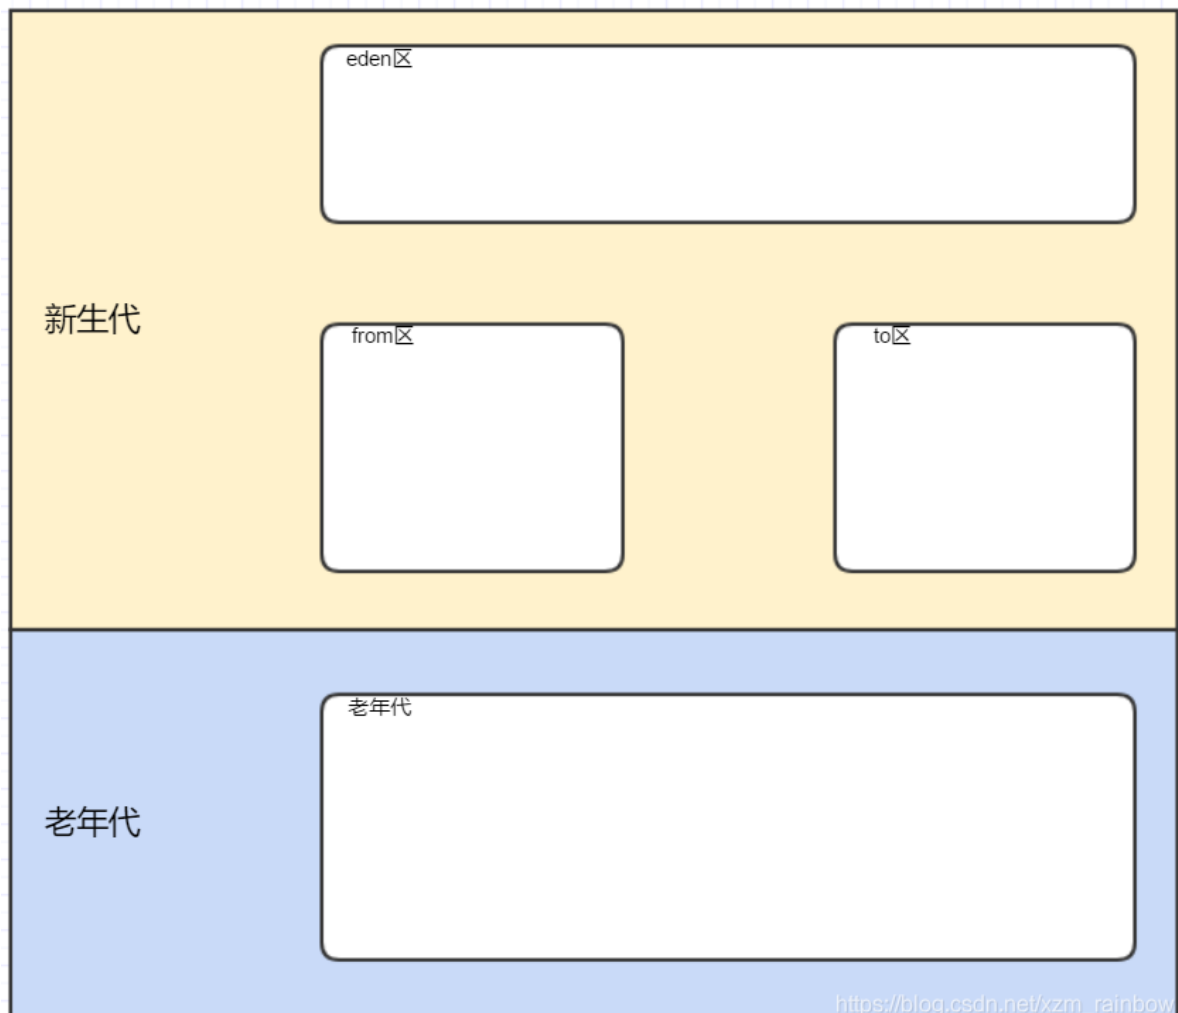 eden区
新生代
from区
to区
老年代
老年代
https://blog.csdn.net/xzm_rainbow